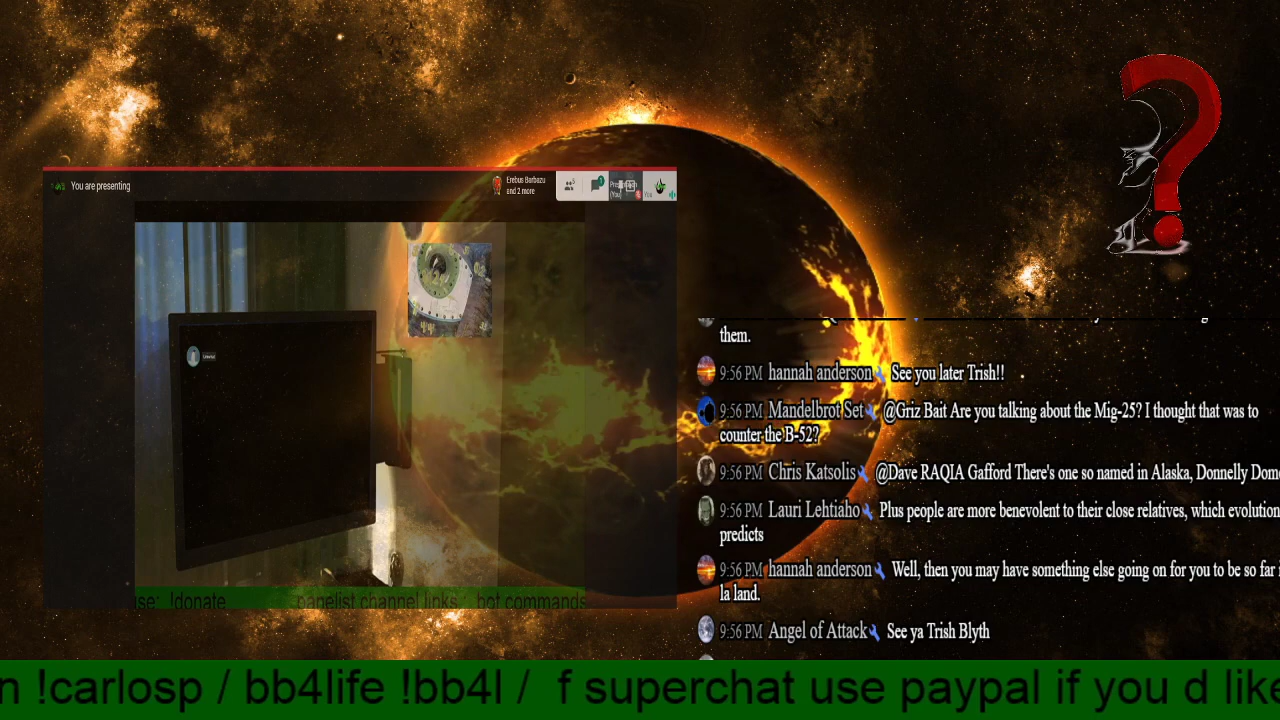 You are presenting
Erebus Barbazu
and 2 more
You
them.
9:56 PM hannah anderson See you later Trish!!
9:56 PM Mandelbrot Set @Griz Bait Are you talking about the Mig-25? I thought that was to
counter the B-52?
9:56 PM Chris Katsolis @Dave RAQIA Gafford There's one so named in Alaska, Donnelly Dome
9:56 PM Lauri Lehtiaho Plus people are more benevolent to their close relatives, which evolution
predicts
9:56 PM hannah anderson Well, then you may have something else going on for you to be so far i
la land.
9:56 PM Angel of Attack See ya Trish Blyth
use: !donate panelist channel links : bot commands
n !carlosp / bb4life !bb4l / f superchat use paypal if you d like